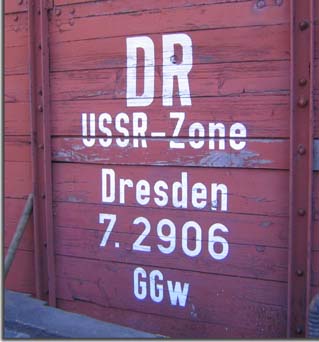 DR
USSR-Zone
Dresden
7. 2906
GGw